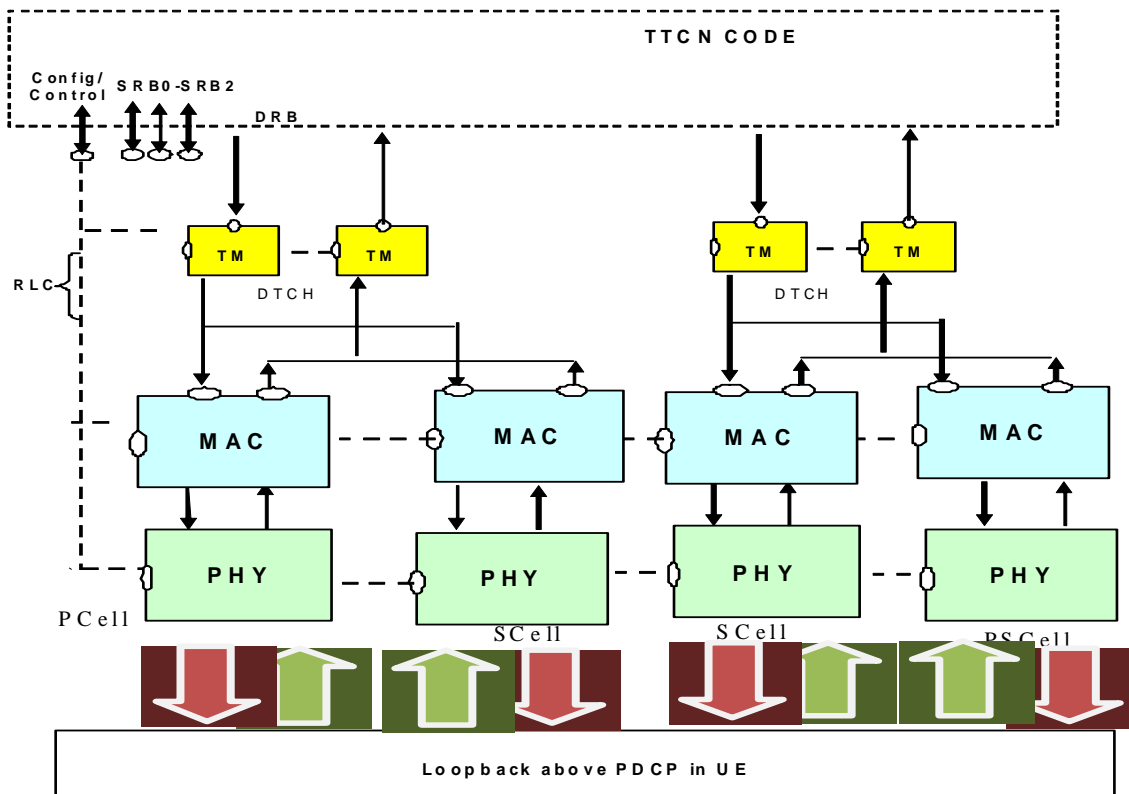 TTCN CODE
Config/
Control
SRB0-SRB2
DRB
TM
TM
TM
TM
RLC
DTCH
DTCH
MAC
MAC
MAC
MAC
PHY
PHY
PHY
PHY
PCell
SCell
SCell
PSCell
Loopback above PDCP in UE